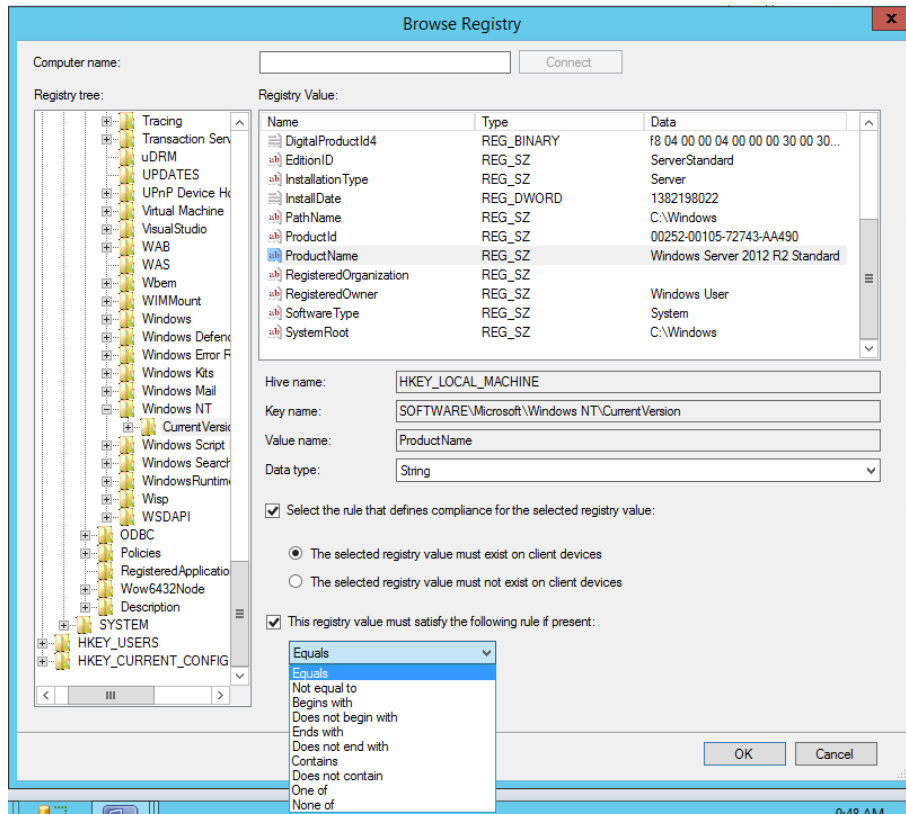 Browse Registry
x
Computer name:
Connect
Registry tree:
Registry Value:
Tracing
Transaction Serv
uDRM
UPDATES
UPnP Device Ho
Virtual Machine
VisualStudio
WAB
WAS
Wbem
WIMMount
Windows
Windows Defend
Windows Error R
Windows Kits
Windows Mail
Windows NT
CurrentVersio
Windows Script
Windows Search
WindowsRuntime
Wisp
WSDAPI
ODBC
Policies
RegisteredApplicatio
Wow6432Node
Description
SYSTEM
HKEY_USERS
HKEY_CURRENT_CONFIG
Name Type Data
DigitalProductId4 REG_BINARY f8 04 00 00 04 00 00 00 30 00 30...
EditionID REG_SZ ServerStandard
InstallationType REG_SZ Server
InstallDate REG_DWORD 1382198022
PathName REG_SZ C:\Windows
ProductId REG_SZ 00252-00105-72743-AA490
ProductName REG_SZ Windows Server 2012 R2 Standard
RegisteredOrganization REG_SZ
RegisteredOwner REG_SZ Windows User
SoftwareType REG_SZ System
SystemRoot REG_SZ C:\Windows
Hive name: HKEY_LOCAL_MACHINE
Key name: SOFTWARE\Microsoft\Windows NT\CurrentVersion
Value name: ProductName
Data type: String
Select the rule that defines compliance for the selected registry value:
The selected registry value must exist on client devices
The selected registry value must not exist on client devices
This registry value must satisfy the following rule if present:
Equals
Equals
Not equal to
Begins with
Does not begin with
Ends with
Does not end with
Contains
Does not contain
One of
None of
OK Cancel
9:48 AM